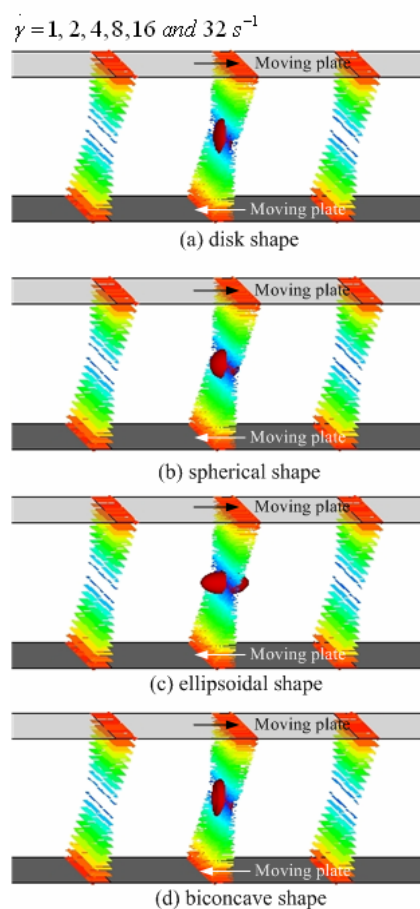 γ̇ = 1, 2, 4, 8, 16 and 32 s⁻¹
Moving plate
Moving plate
(a) disk shape
Moving plate
Moving plate
(b) spherical shape
Moving plate
Moving plate
(c) ellipsoidal shape
Moving plate
Moving plate
(d) biconcave shape